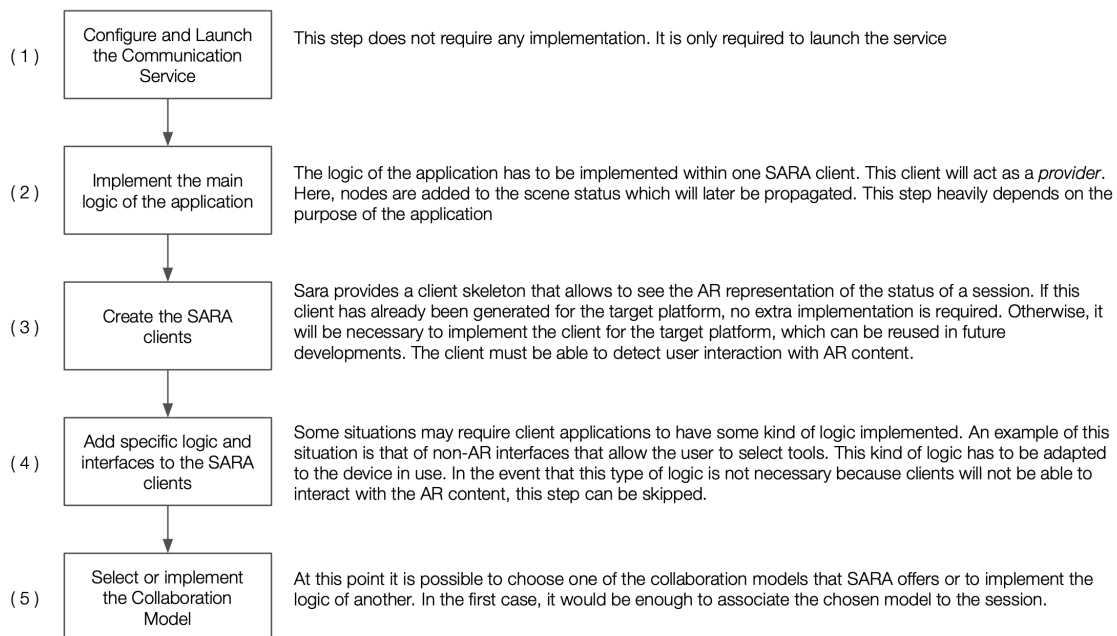 ( 1 )
Configure and Launch
the Communication
Service
This step does not require any implementation. It is only required to launch the service
( 2 )
Implement the main
logic of the application
The logic of the application has to be implemented within one SARA client. This client will act as a provider.
Here, nodes are added to the scene status which will later be propagated. This step heavily depends on the
purpose of the application
( 3 )
Create the SARA
clients
Sara provides a client skeleton that allows to see the AR representation of the status of a session. If this
client has already been generated for the target platform, no extra implementation is required. Otherwise, it
will be necessary to implement the client for the target platform, which can be reused in future
developments. The client must be able to detect user interaction with AR content.
( 4 )
Add specific logic and
interfaces to the SARA
clients
Some situations may require client applications to have some kind of logic implemented. An example of this
situation is that of non-AR interfaces that allow the user to select tools. This kind of logic has to be adapted
to the device in use. In the event that this type of logic is not necessary because clients will not be able to
interact with the AR content, this step can be skipped.
( 5 )
Select or implement
the Collaboration
Model
At this point it is possible to choose one of the collaboration models that SARA offers or to implement the
logic of another. In the first case, it would be enough to associate the chosen model to the session.